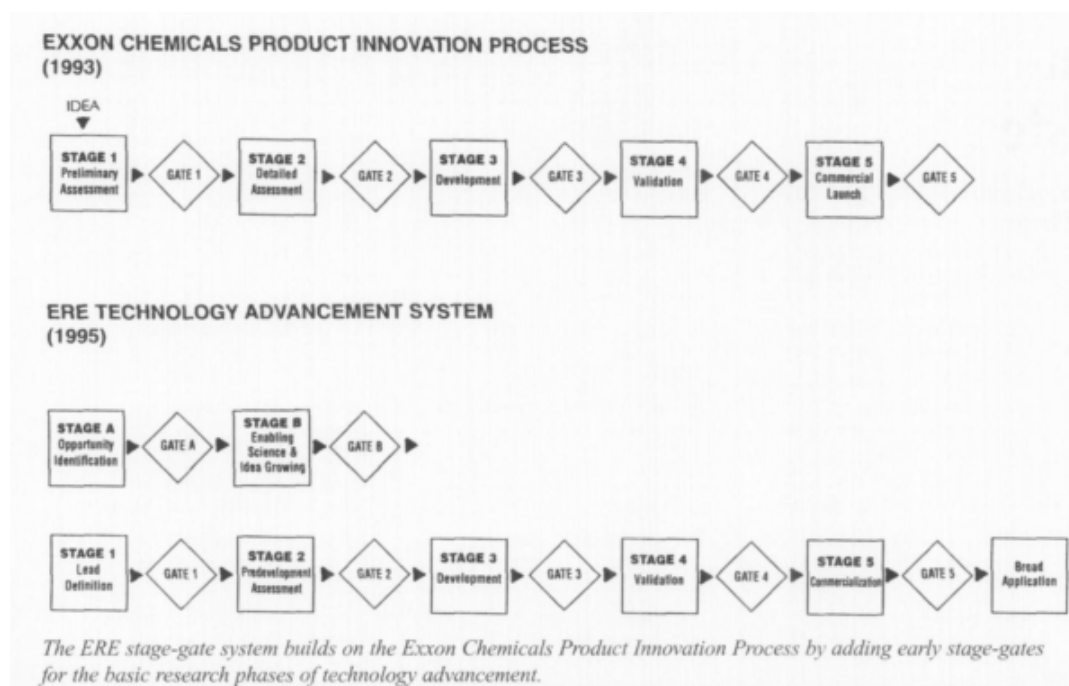 EXXON CHEMICALS PRODUCT INNOVATION PROCESS
(1993)
IDEA
STAGE 1
Preliminary
Assessment
GATE 1
STAGE 2
Detailed
Assessment
GATE 2
STAGE 3
Development
GATE 3
STAGE 4
Validation
GATE 4
STAGE 5
Commercial
Launch
GATE 5
ERE TECHNOLOGY ADVANCEMENT SYSTEM
(1995)
STAGE A
Opportunity
Identification
GATE A
STAGE B
Enabling
Science &
Idea Growing
GATE B
STAGE 1
Lead
Definition
GATE 1
STAGE 2
Predevelopment
Assessment
GATE 2
STAGE 3
Development
GATE 3
STAGE 4
Validation
GATE 4
STAGE 5
Commercialization
GATE 5
Broad
Application
The ERE stage-gate system builds on the Exxon Chemicals Product Innovation Process by adding early stage-gates
for the basic research phases of technology advancement.